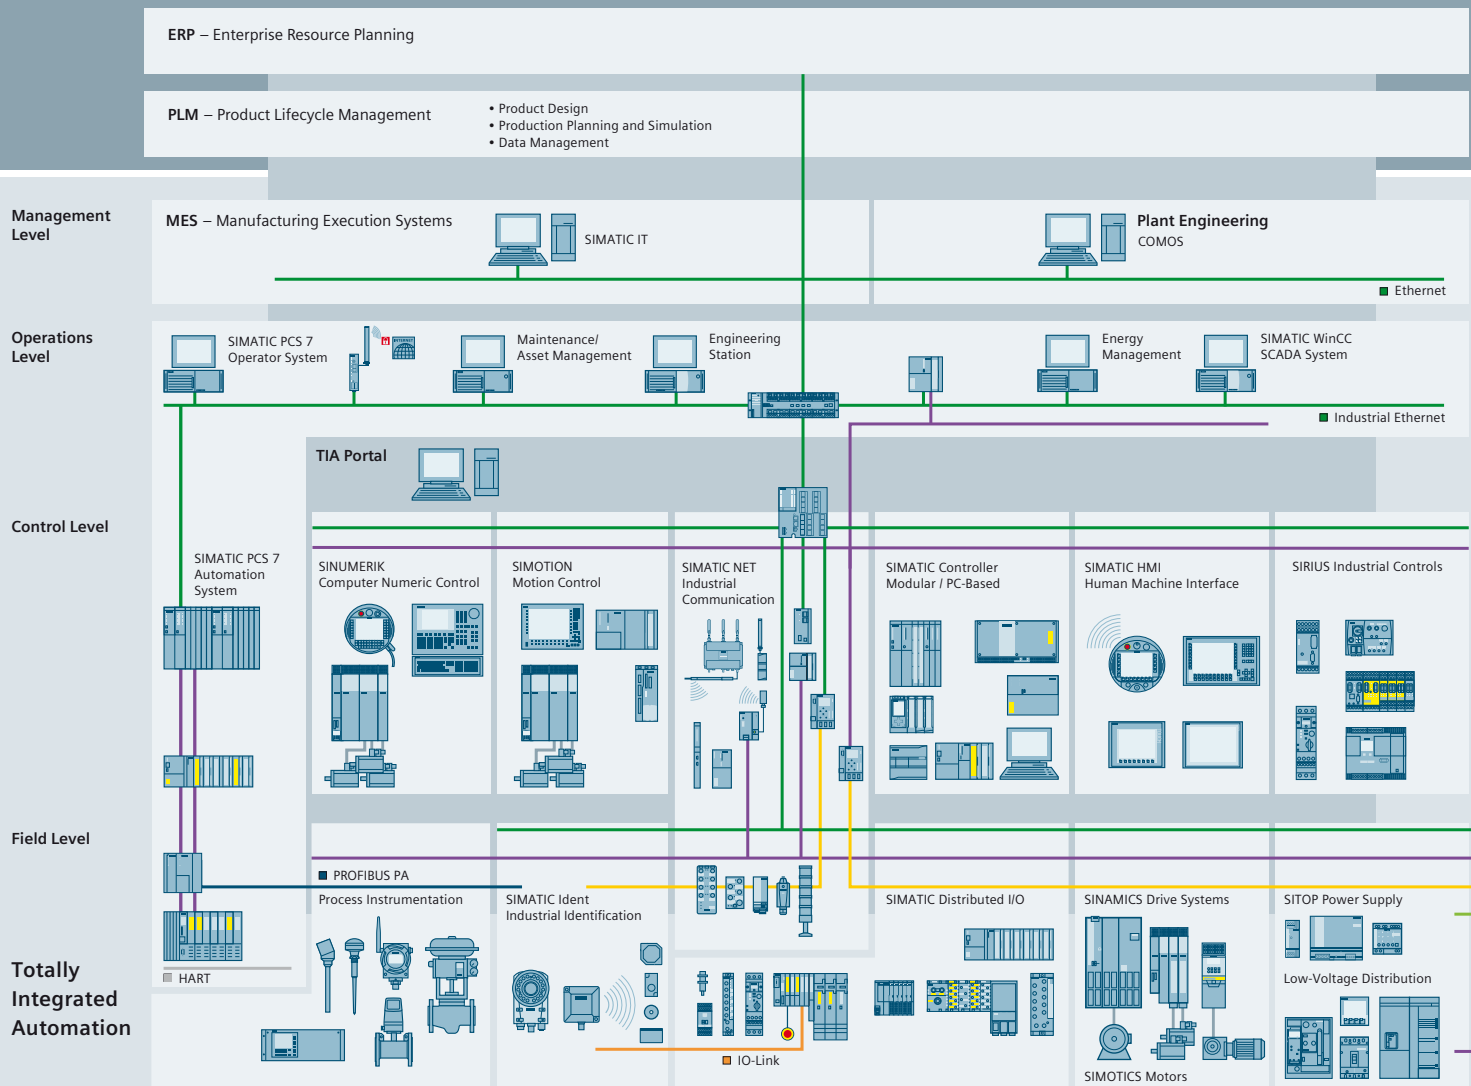 ERP – Enterprise Resource Planning
PLM – Product Lifecycle Management
• Product Design
• Production Planning and Simulation
• Data Management
Management
Level
MES – Manufacturing Execution Systems
SIMATIC IT
Plant Engineering
COMOS
Ethernet
Operations
Level
SIMATIC PCS 7
Operator System
INTERNET
Maintenance/
Asset Management
Engineering
Station
Energy
Management
SIMATIC WinCC
SCADA System
Industrial Ethernet
TIA Portal
Control Level
SIMATIC PCS 7
Automation
System
SINUMERIK
Computer Numeric Control
SIMOTION
Motion Control
SIMATIC NET
Industrial
Communication
SIMATIC Controller
Modular / PC-Based
SIMATIC HMI
Human Machine Interface
SIRIUS Industrial Controls
Field Level
PROFIBUS PA
Process Instrumentation
SIMATIC Ident
Industrial Identification
SIMATIC Distributed I/O
SINAMICS Drive Systems
SITOP Power Supply
HART
Low-Voltage Distribution
Totally
Integrated
Automation
IO-Link
SIMOTICS Motors